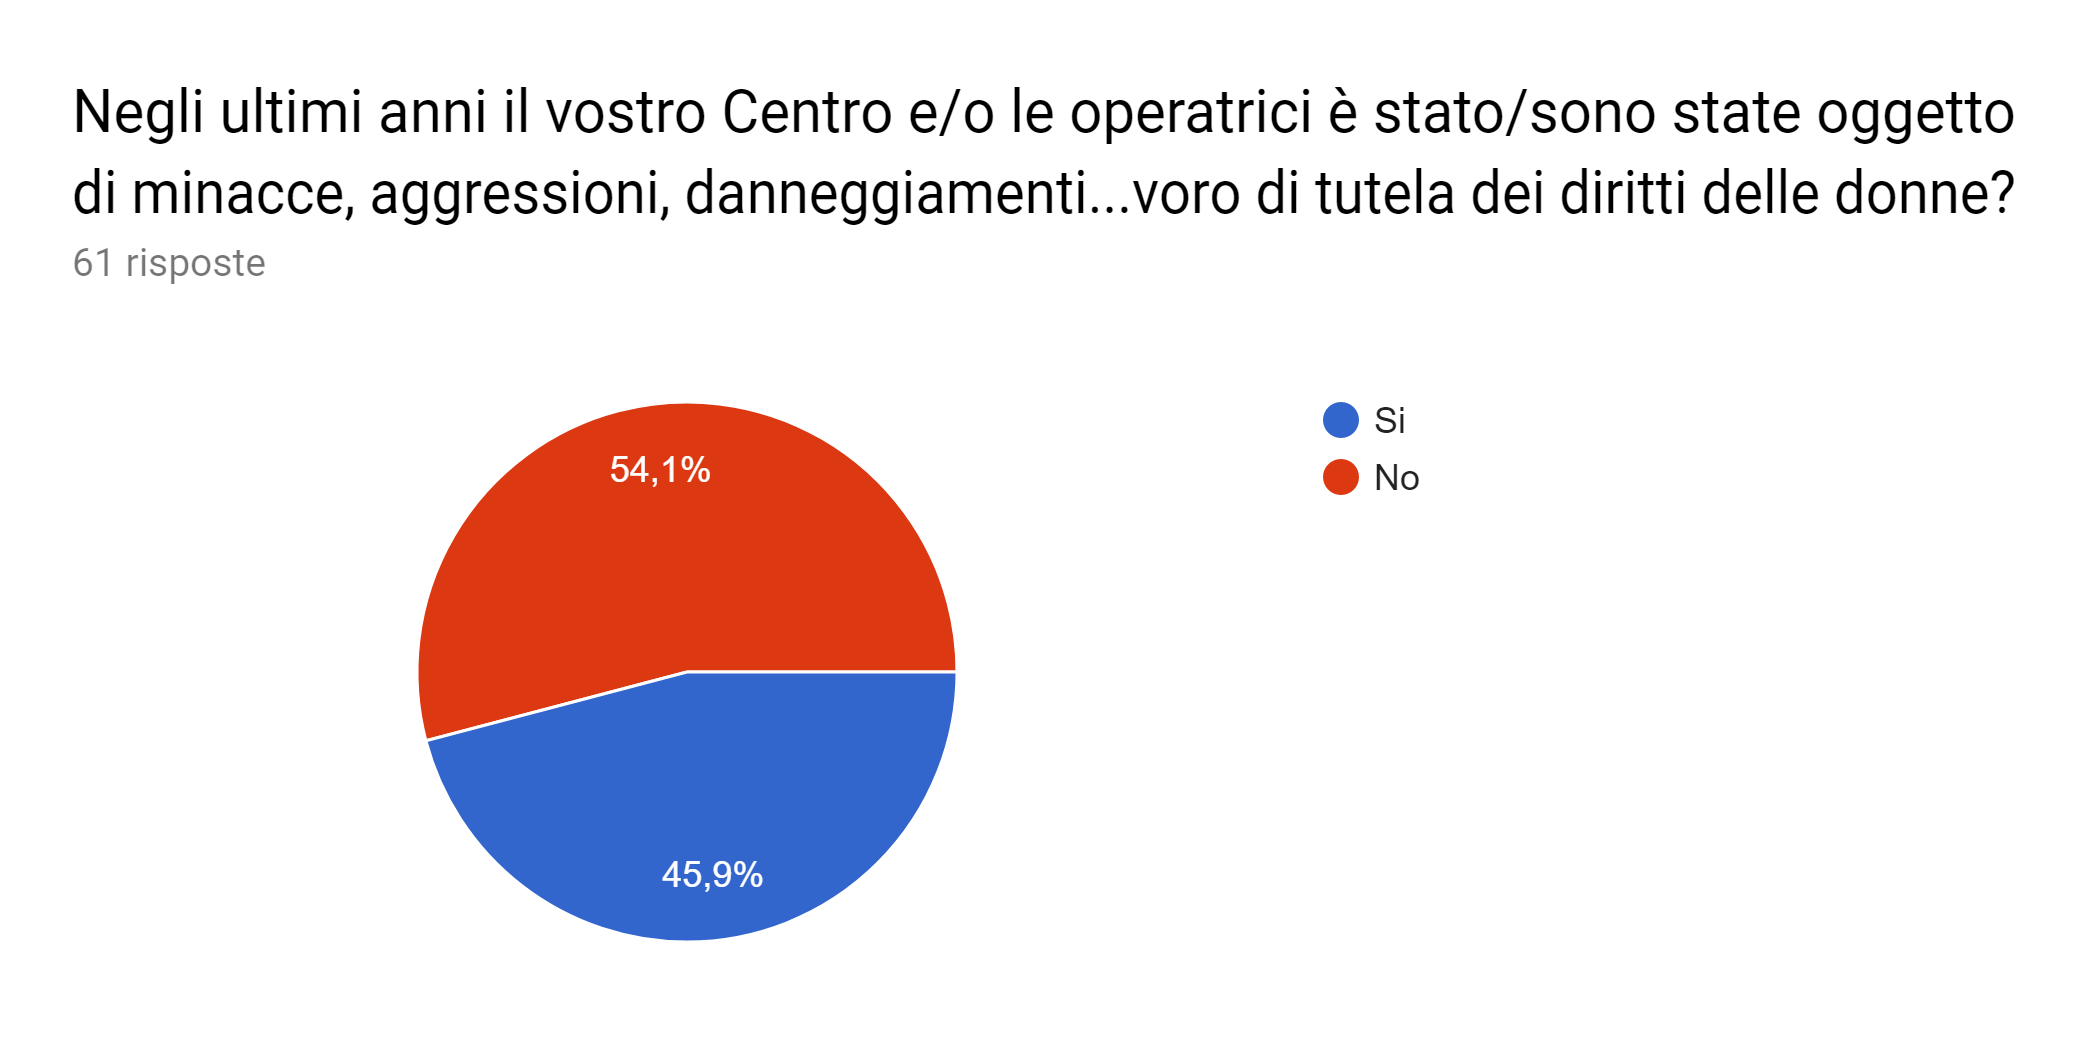 Negli ultimi anni il vostro Centro e/o le operatrici è stato/sono state oggetto
di minacce, aggressioni, danneggiamenti...voro di tutela dei diritti delle donne?
61 risposte
Si
No
54,1%
45,9%